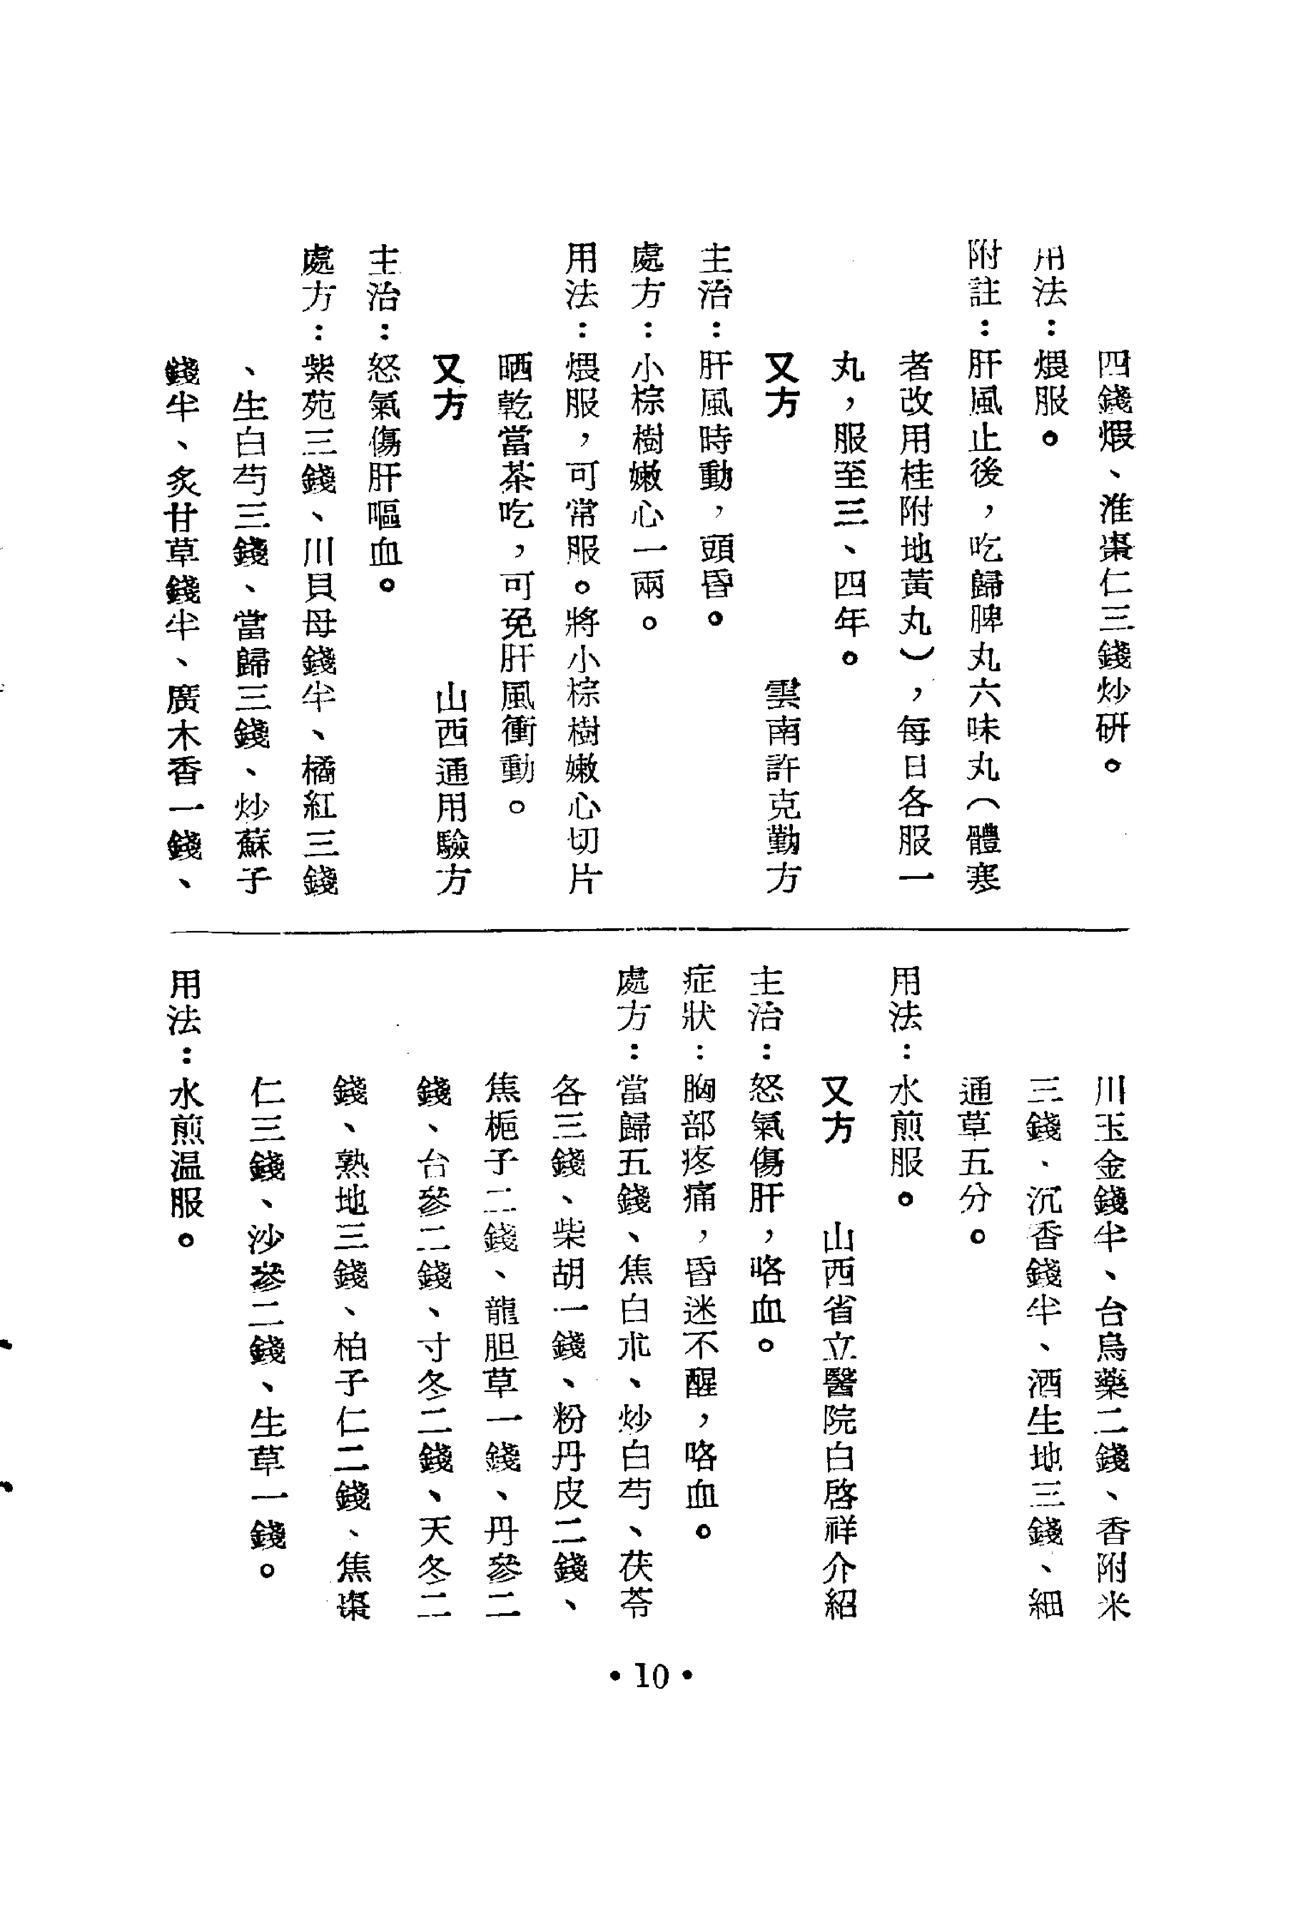 四錢煆、淮棗仁三錢炒研。
用法：煨服。
附註：肝風止後，吃歸脾丸六味丸（體寒
者改用桂附地黃丸），每日各服一
丸，服至三、四年。
又方　雲南許克勤方
主治：肝風時動，頭昏。
處方：小棕樹嫩心一兩。
用法：煨服，可常服。將小棕樹嫩心切片
晒乾當茶吃，可免肝風衝動。
又方　山西通用驗方
主治：怒氣傷肝嘔血。
處方：紫苑三錢、川貝母錢半、橘紅三錢
、生白芍三錢、當歸三錢、炒蘇子
錢半、炙甘草錢半、廣木香一錢、
川玉金錢半、台烏藥二錢、香附米
三錢、沉香錢半、酒生地三錢、細
通草五分。
用法：水煎服。
又方　山西省立醫院白啓祥介紹
主治：怒氣傷肝，咯血。
症狀：胸部疼痛，昏迷不醒，咯血。
處方：當歸五錢、焦白朮、炒白芍、茯苓
各三錢、柴胡一錢、粉丹皮二錢、
焦梔子二錢、龍胆草一錢、丹參二
錢、台參二錢、寸冬二錢、天冬二
錢、熟地三錢、柏子仁二錢、焦棗
仁三錢、沙參二錢、生草一錢。
用法：水煎温服。
•10•